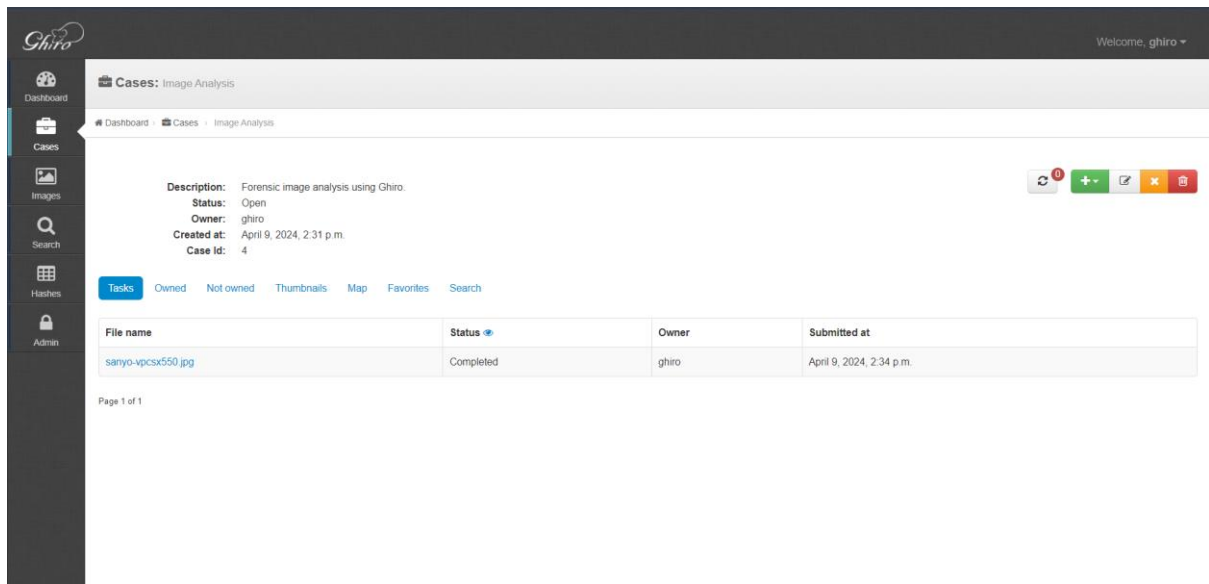 Ghiro
Welcome, ghiro
Dashboard
Cases
Images
Search
Hashes
Admin
Cases: Image Analysis
Dashboard Cases Image Analysis
0
Description: Forensic image analysis using Ghiro.
Status: Open
Owner: ghiro
Created at: April 9, 2024, 2:31 p.m.
Case Id: 4
Tasks Owned Not owned Thumbnails Map Favorites Search
File name Status Owner Submitted at
sanyo-vpcsx550.jpg Completed ghiro April 9, 2024, 2:34 p.m.
Page 1 of 1